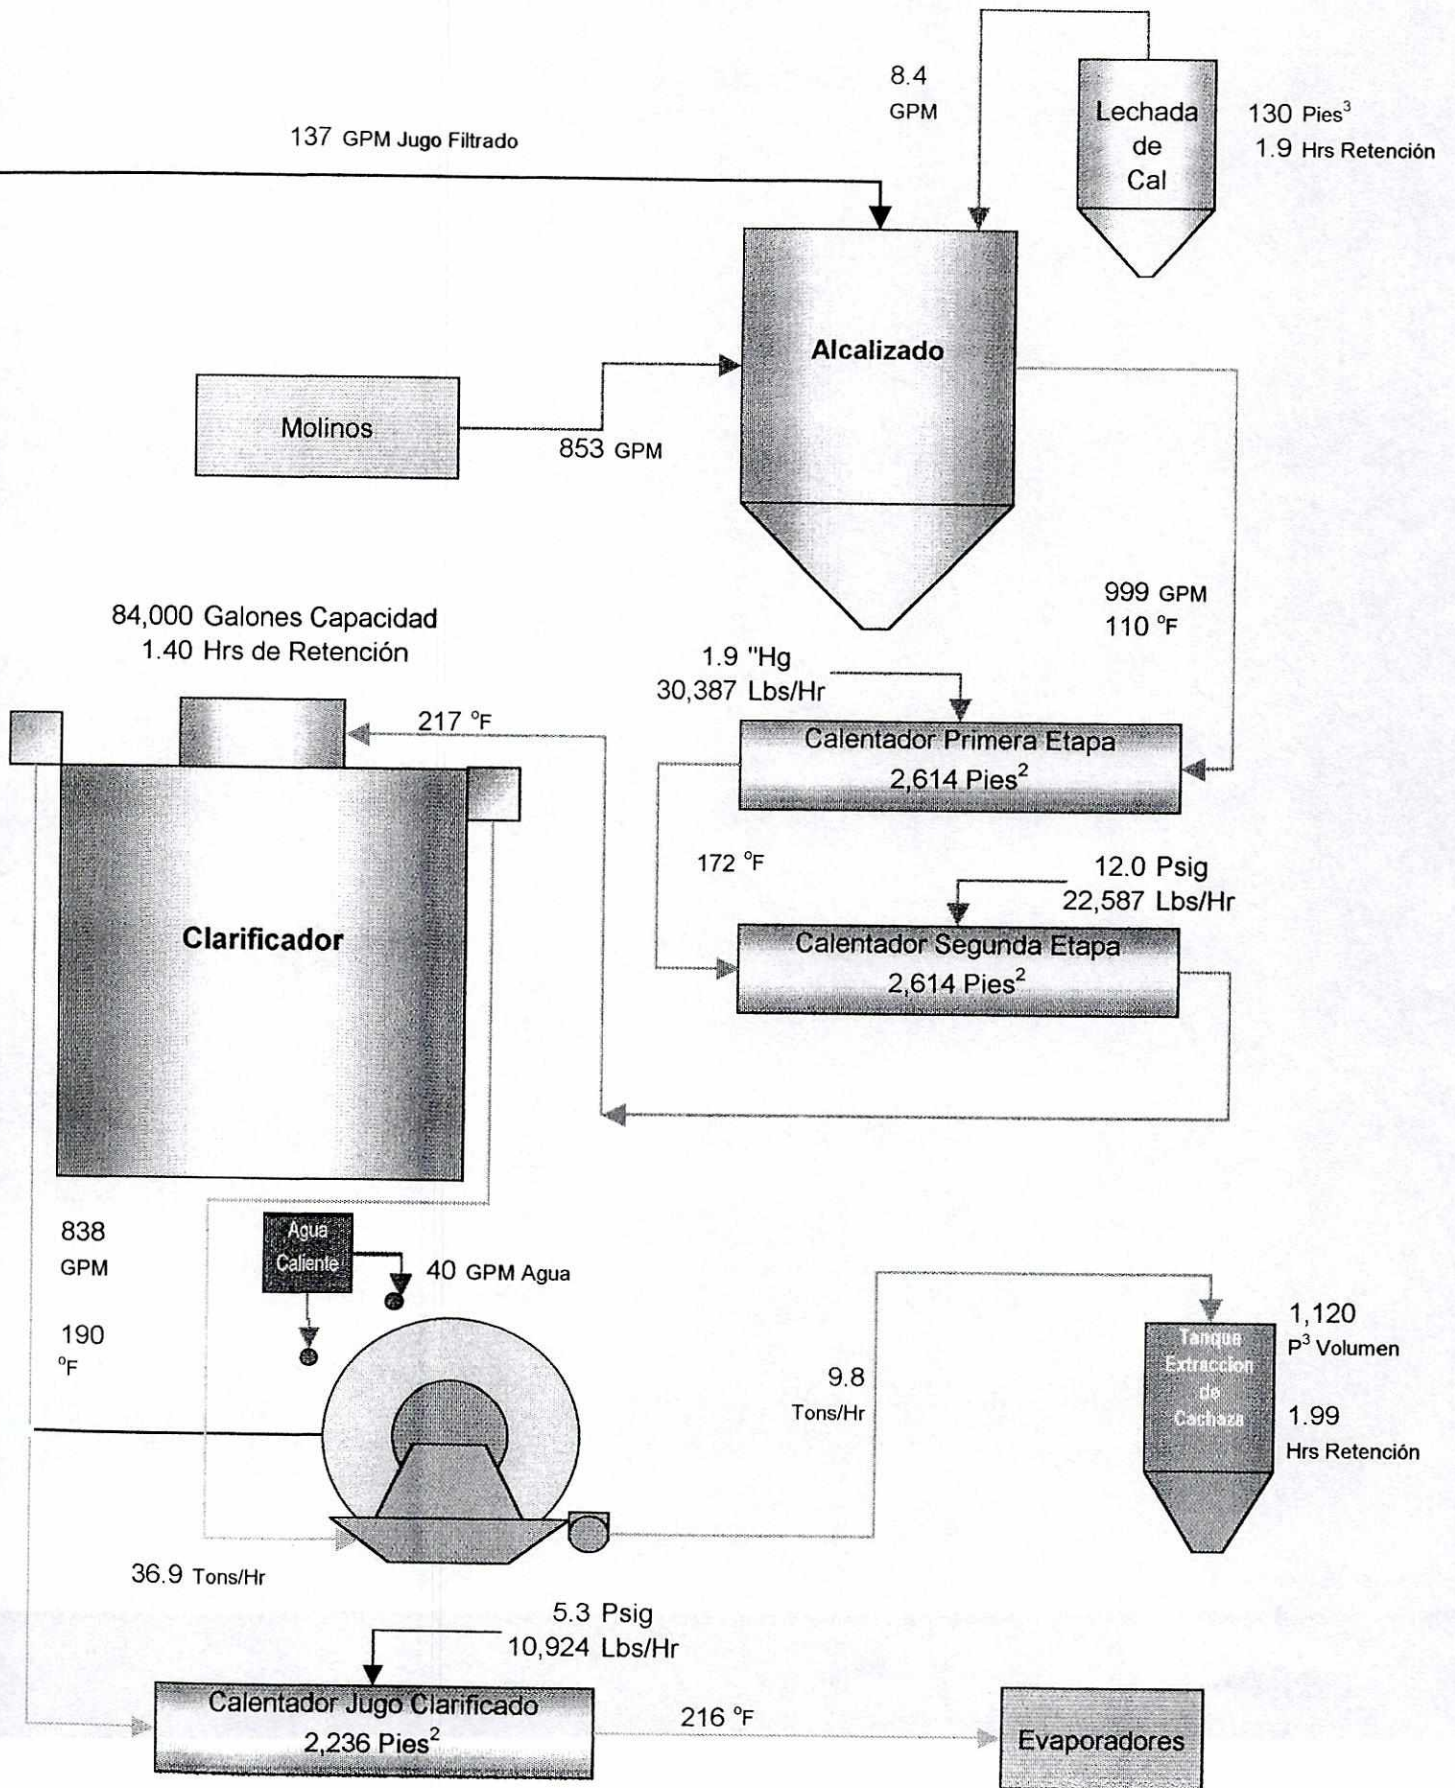 8.4
GPM
Lechada
de
Cal
130 Pies³
1.9 Hrs Retención
137 GPM Jugo Filtrado
Alcalizado
Molinos
853 GPM
999 GPM
110 °F
84,000 Galones Capacidad
1.40 Hrs de Retención
1.9 "Hg
30,387 Lbs/Hr
217 °F
Calentador Primera Etapa
2,614 Pies²
172 °F
12.0 Psig
22,587 Lbs/Hr
Clarificador
Calentador Segunda Etapa
2,614 Pies²
838
GPM
190
°F
Agua
Caliente
40 GPM Agua
9.8
Tons/Hr
Tanque
Extraccion
de
Cachaza
1,120
P³ Volumen
1.99
Hrs Retención
36.9 Tons/Hr
5.3 Psig
10,924 Lbs/Hr
Calentador Jugo Clarificado
2,236 Pies²
216 °F
Evaporadores